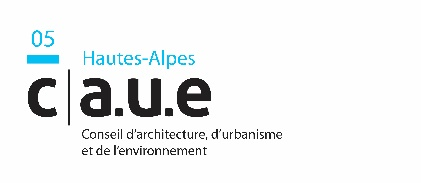 05
Hautes-Alpes
c|a.u.e
Conseil d'architecture, d'urbanisme
et de l'environnement